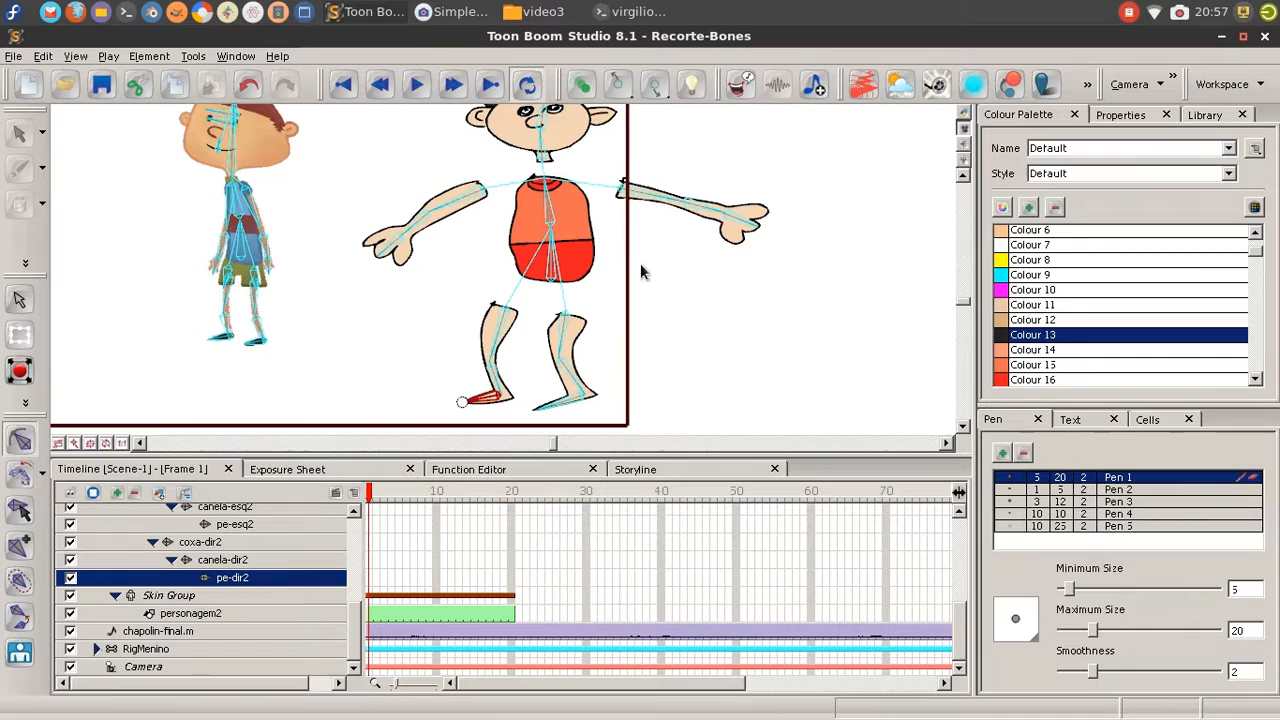 Toon Bo...
Simple...
video3
virgilio...
20:57
Toon Boom Studio 8.1 - Recorte-Bones
File Edit View Play Element Tools Window Help
Camera
Workspace
Colour Palette Properties Library
Name Default
Style Default
Colour 6
Colour 7
Colour 8
Colour 9
Colour 10
Colour 11
Colour 12
Colour 13
Colour 14
Colour 15
Colour 16
Pen Text Cells
5 20 2 Pen 1
1 5 2 Pen 2
3 12 2 Pen 3
10 10 2 Pen 4
10 25 2 Pen 5
Minimum Size
5
Maximum Size
20
Smoothness
2
1:1
Timeline [Scene-1] - [Frame 1] Exposure Sheet Function Editor Storyline
10 20 30 40 50 60 70
canela-esq2
pe-esq2
coxa-dir2
canela-dir2
pe-dir2
Skin Group
personagem2
chapolin-final.m
RigMenino
Camera